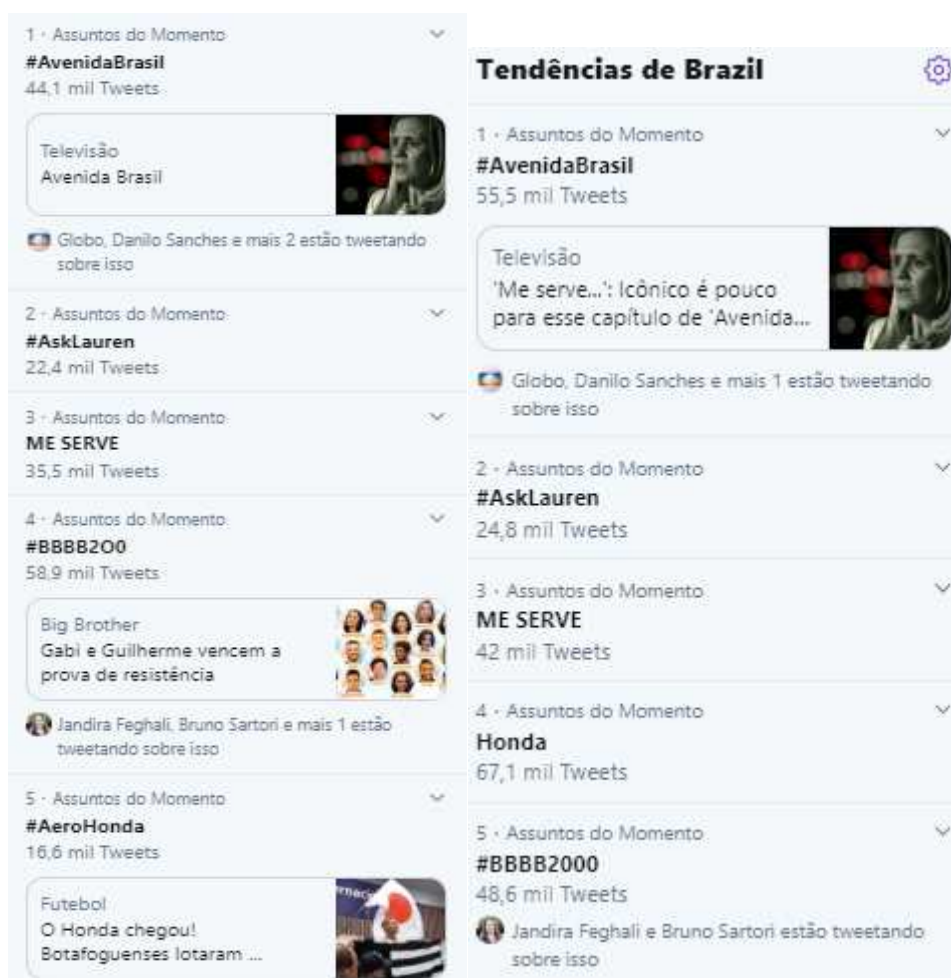 1 · Assuntos do Momento
#AvenidaBrasil
44,1 mil Tweets
Televisão
Avenida Brasil
Globo, Danilo Sanches e mais 2 estão tweetando
sobre isso
2 · Assuntos do Momento
#AskLauren
22,4 mil Tweets
3 · Assuntos do Momento
ME SERVE
35,5 mil Tweets
4 · Assuntos do Momento
#BBBB2O0
58,9 mil Tweets
Big Brother
Gabi e Guilherme vencem a
prova de resistência
Jandira Feghali, Bruno Sartori e mais 1 estão
tweetando sobre isso
5 · Assuntos do Momento
#AeroHonda
16,6 mil Tweets
Futebol
O Honda chegou!
Botafoguenses lotaram ...
Tendências de Brazil
1 · Assuntos do Momento
#AvenidaBrasil
55,5 mil Tweets
Televisão
'Me serve...': Icônico é pouco
para esse capítulo de 'Avenida...
Globo, Danilo Sanches e mais 1 estão tweetando
sobre isso
2 · Assuntos do Momento
#AskLauren
24,8 mil Tweets
3 · Assuntos do Momento
ME SERVE
42 mil Tweets
4 · Assuntos do Momento
Honda
67,1 mil Tweets
5 · Assuntos do Momento
#BBBB2000
48,6 mil Tweets
Jandira Feghali e Bruno Sartori estão tweetando
sobre isso